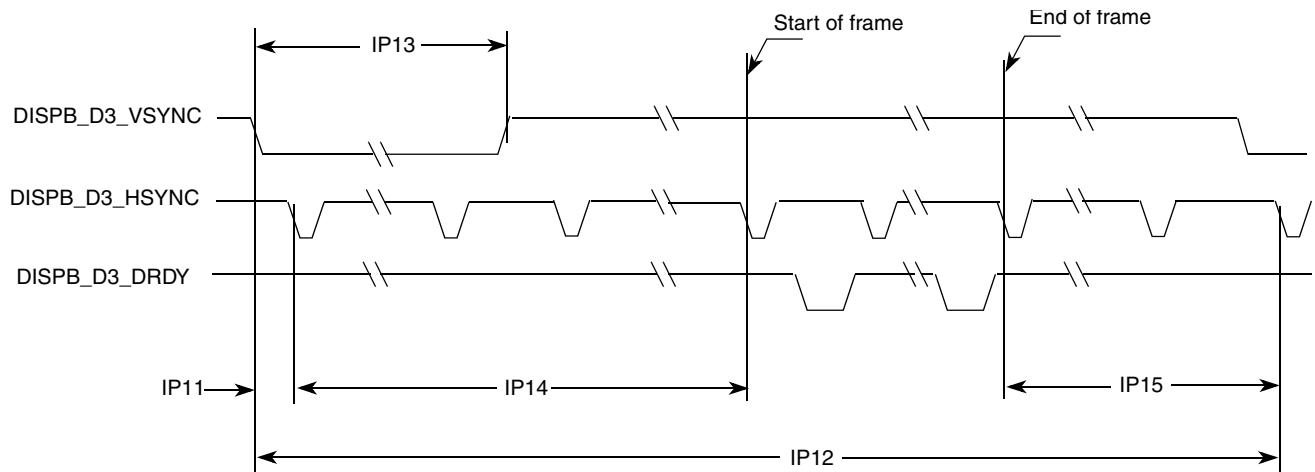 Start of frame
End of frame
IP13
DISPB_D3_VSYNC
DISPB_D3_HSYNC
DISPB_D3_DRDY
IP11
IP14
IP15
IP12